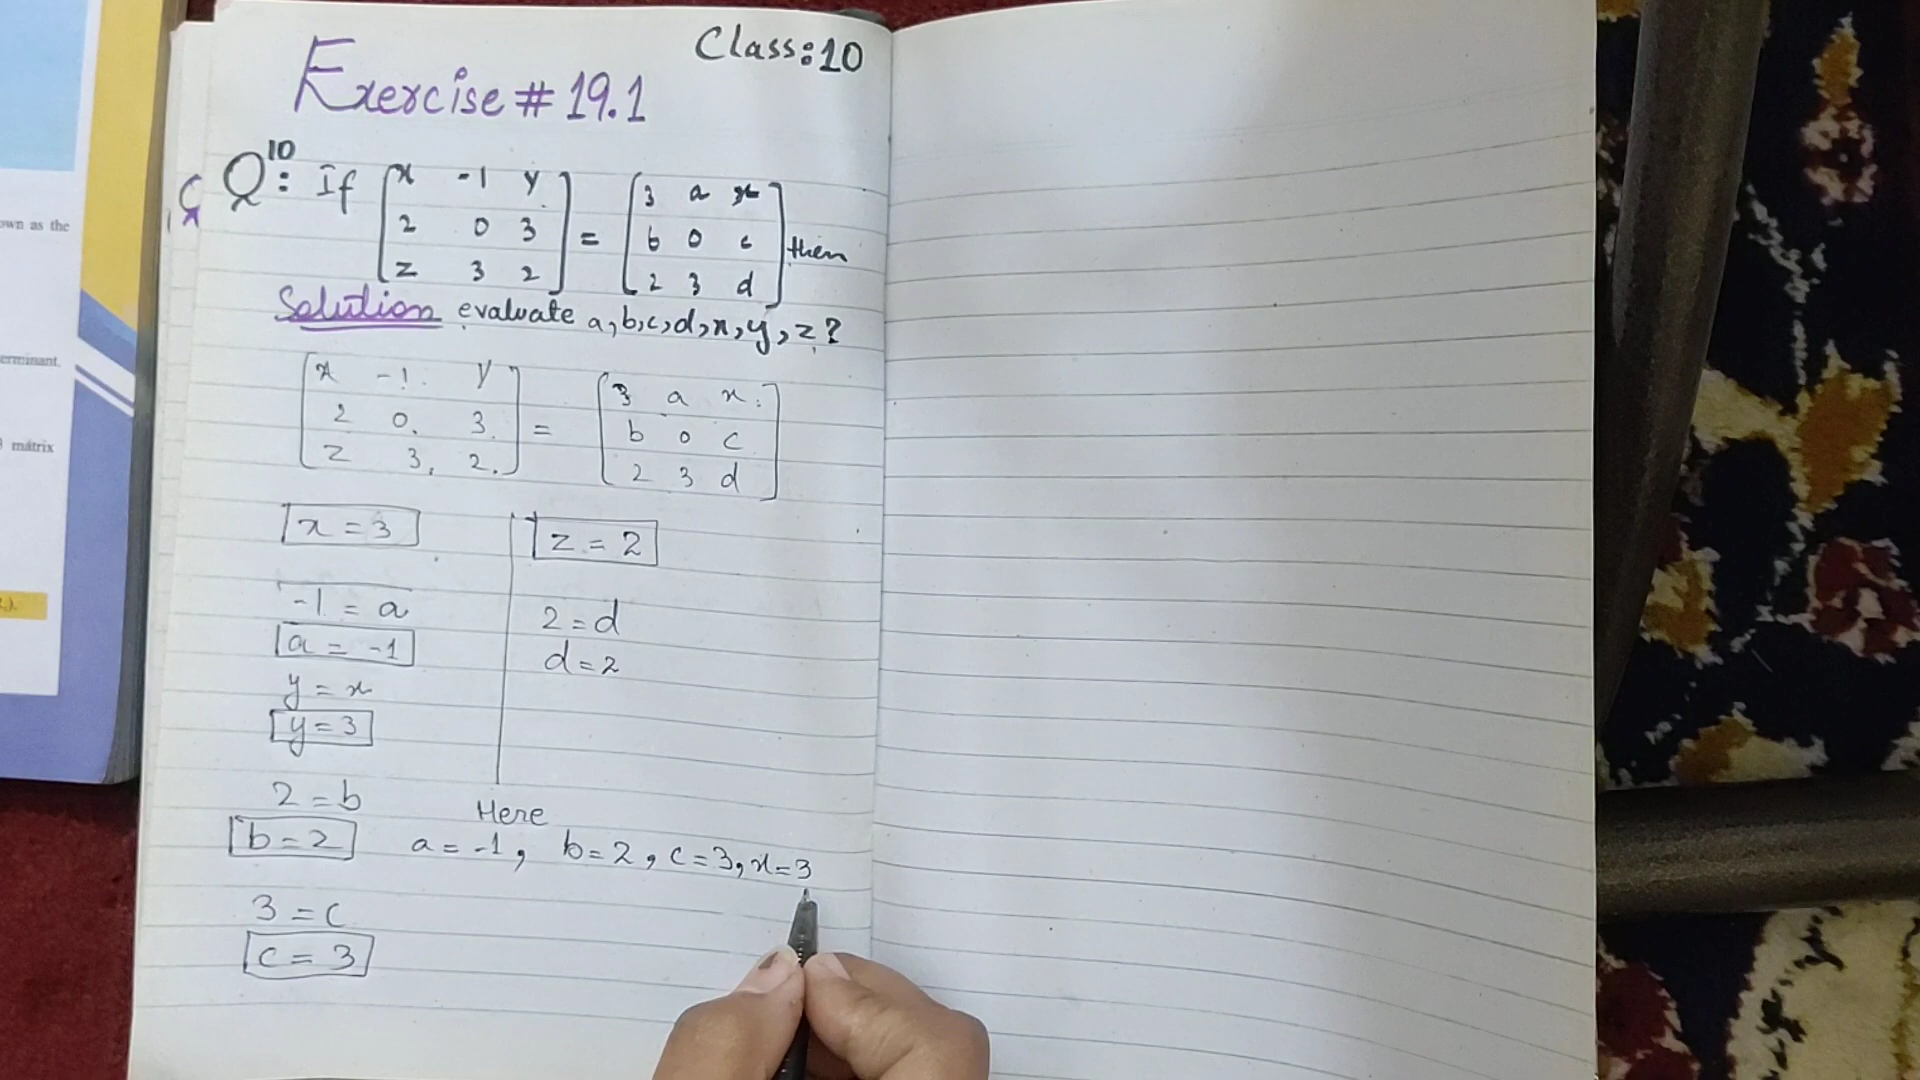 Class:10
Exercise # 19.1
Q:10 If [x -1 y] = [3 a x]
[2 0 3] [b 0 c] then
[z 3 2] [2 3 d]
Solution evaluate a, b, c, d, x, y, z?
[x -1 y] = [3 a x]
[2 0 3] [b 0 c]
[z 3 2] [2 3 d]
x = 3
-1 = a
a = -1
y = x
y = 3
2 = b
b = 2
3 = c
c = 3
z = 2
2 = d
d = 2
Here
a = -1, b = 2, c = 3, x = 3
own as the
erminant.
matrix